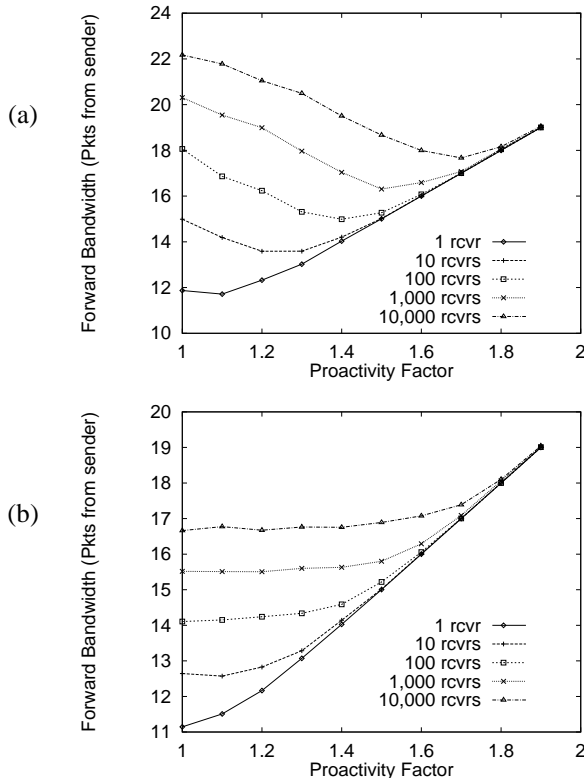 (a)
Forward Bandwidth (Pkts from sender)
24
22
20
18
16
14
12
10
1 rcvr
10 rcvrs
100 rcvrs
1,000 rcvrs
10,000 rcvrs
1 1.2 1.4 1.6 1.8 2
Proactivity Factor
(b)
Forward Bandwidth (Pkts from sender)
20
19
18
17
16
15
14
13
12
11
1 rcvr
10 rcvrs
100 rcvrs
1,000 rcvrs
10,000 rcvrs
1 1.2 1.4 1.6 1.8 2
Proactivity Factor